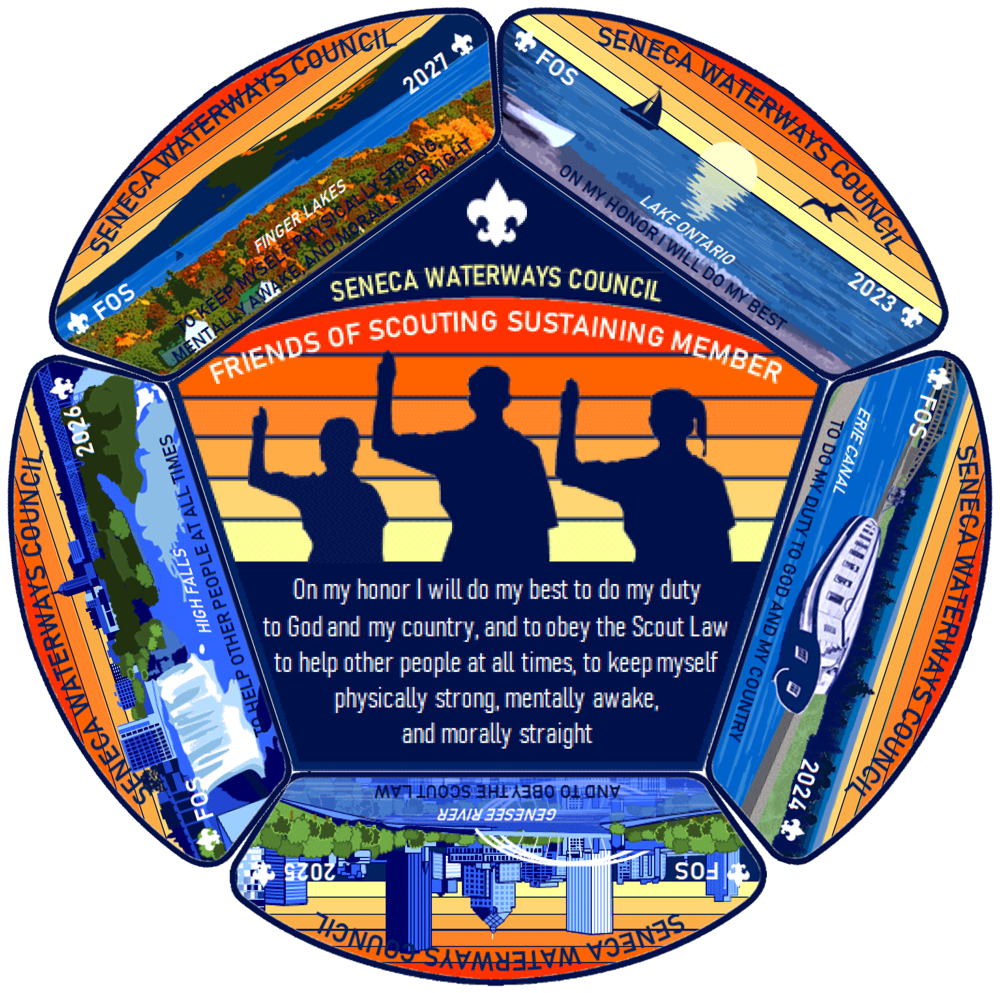 SENECA WATERWAYS COUNCIL
FRIENDS OF SCOUTING SUSTAINING MEMBER
On my honor I will do my best to do my duty
to God and my country, and to obey the Scout Law
to help other people at all times, to keep myself
physically strong, mentally awake,
and morally straight
SENECA WATERWAYS COUNCIL
FOS
2023
LAKE ONTARIO
ON MY HONOR I WILL DO MY BEST
SENECA WATERWAYS COUNCIL
FOS
2024
ERIE CANAL
TO DO MY DUTY TO GOD AND MY COUNTRY
SENECA WATERWAYS COUNCIL
FOS
2025
GENESEE RIVER
AND TO OBEY THE SCOUT LAW
SENECA WATERWAYS COUNCIL
FOS
2026
HIGH FALLS
TO HELP OTHER PEOPLE AT ALL TIMES
SENECA WATERWAYS COUNCIL
FOS
2027
FINGER LAKES
TO KEEP MYSELF PHYSICALLY STRONG,
MENTALLY AWAKE, AND MORALLY STRAIGHT